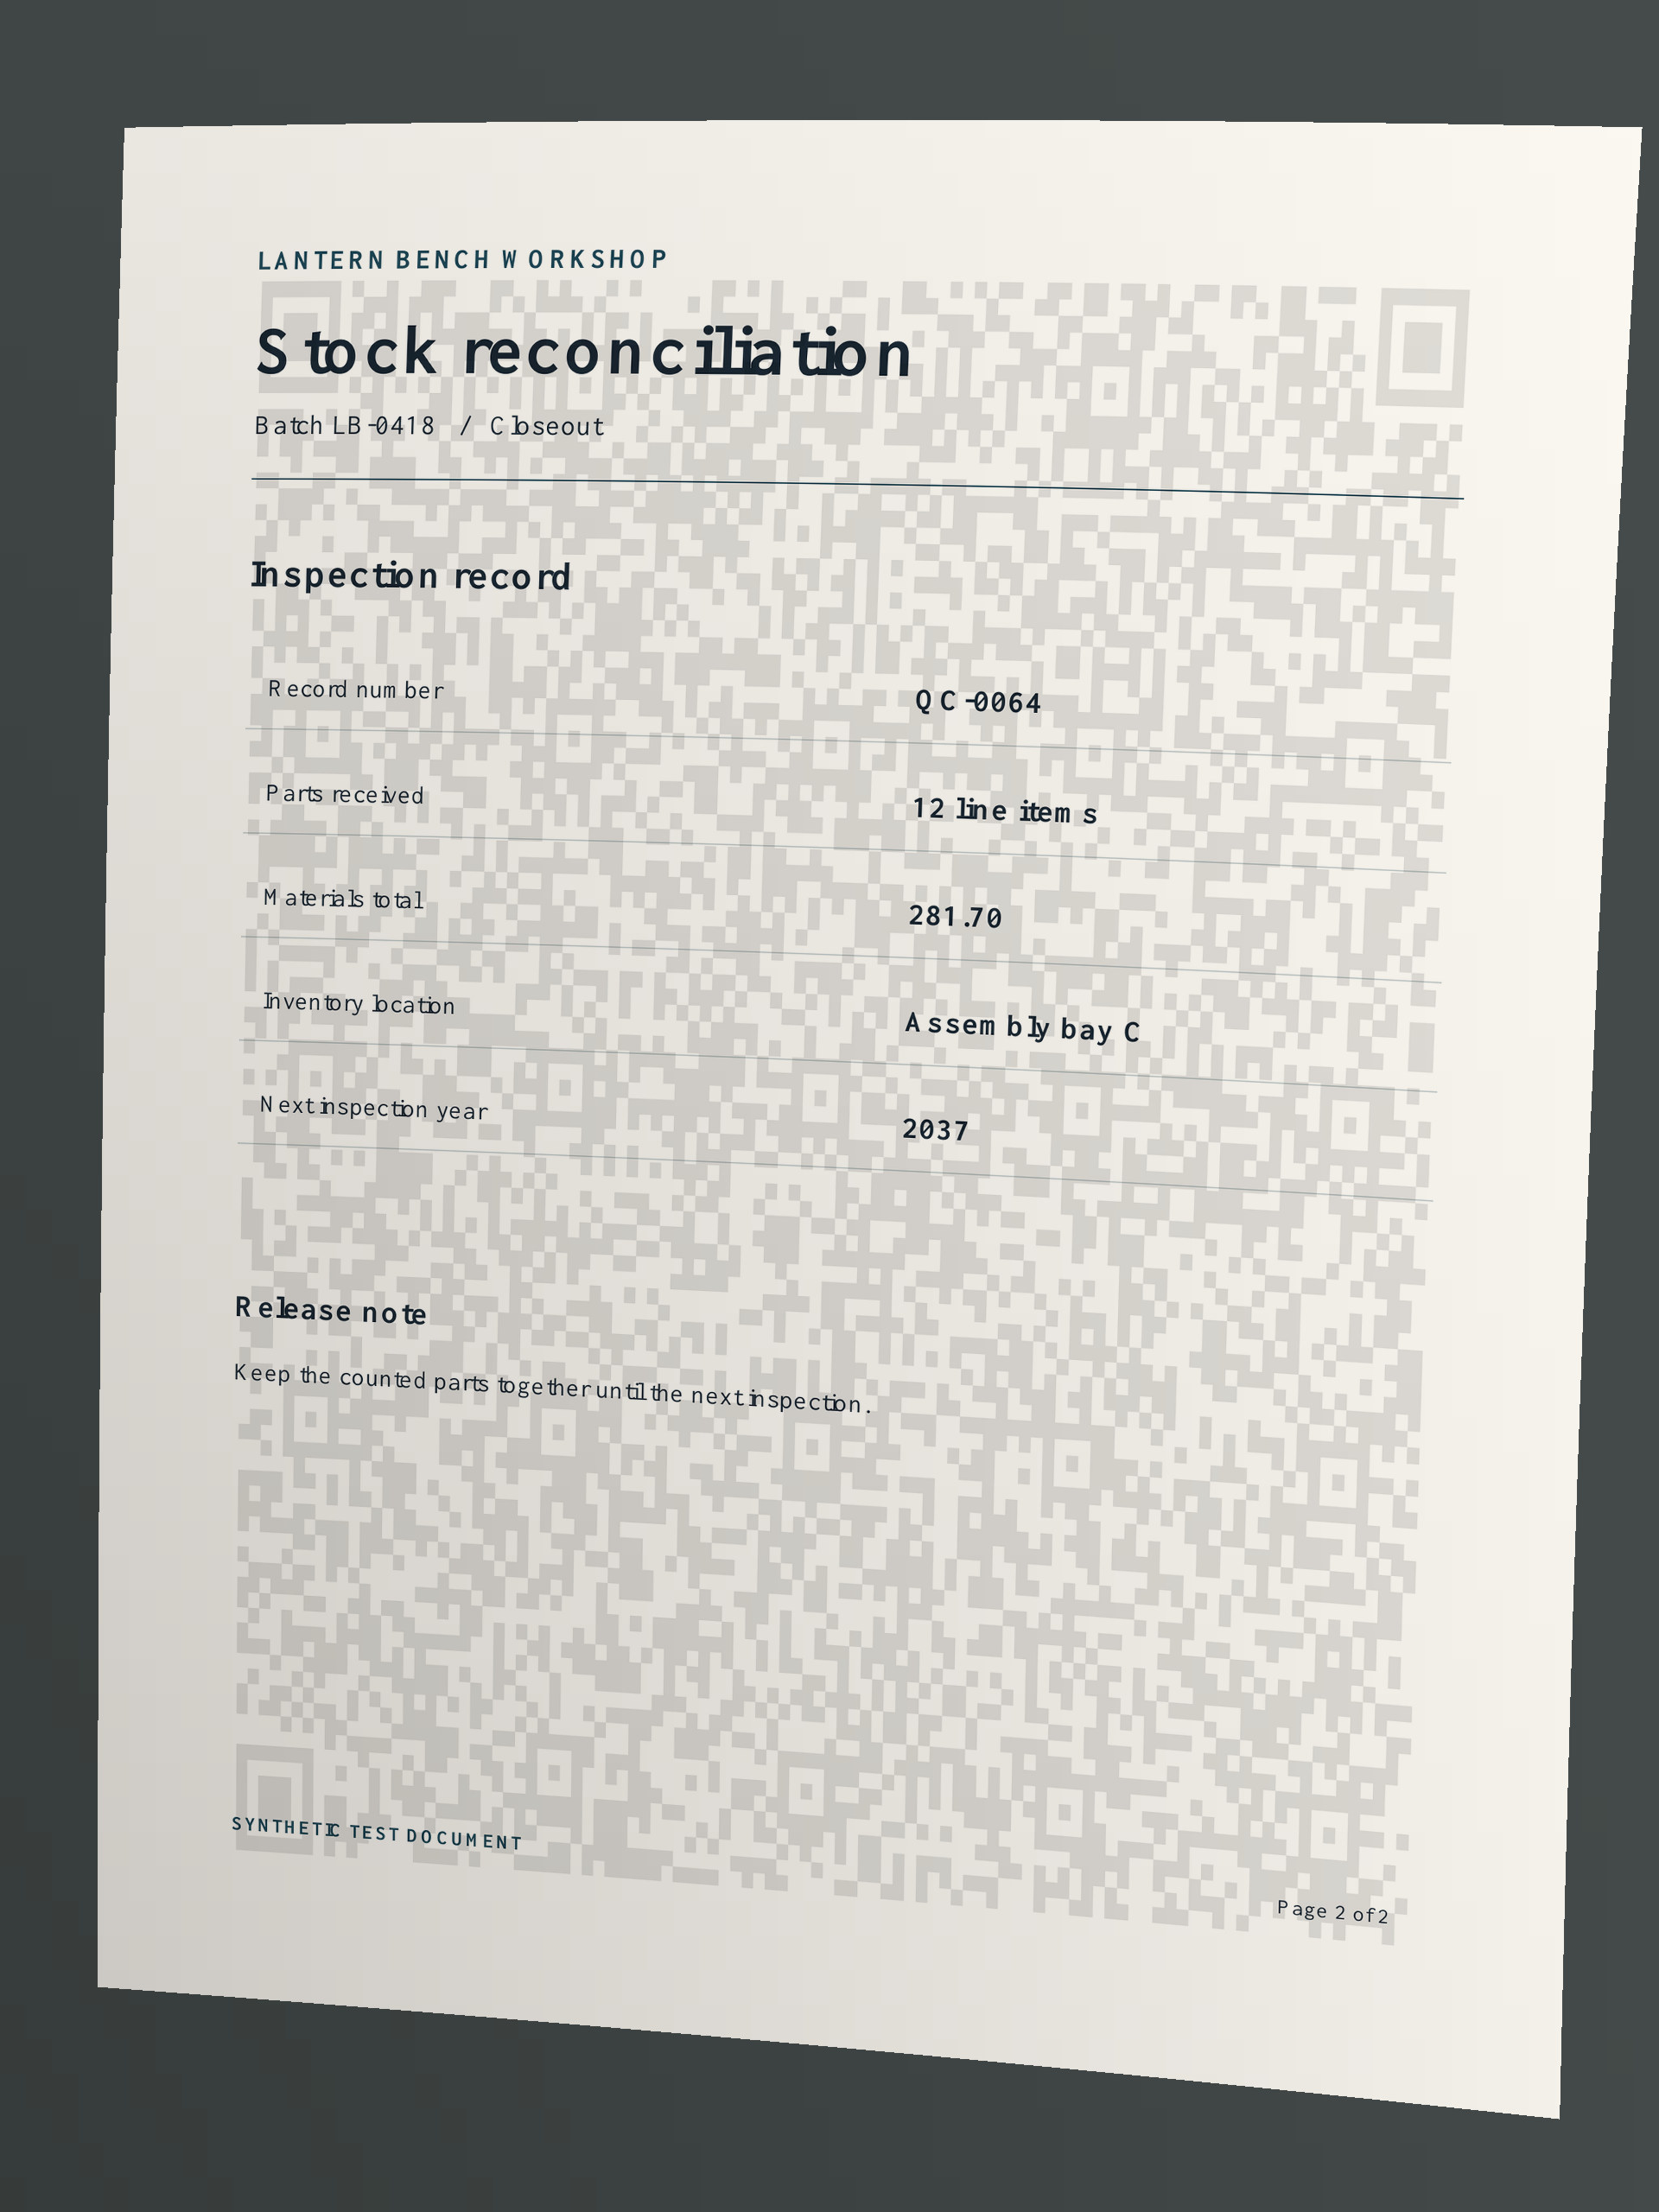 LANTERN BENCH WORKSHOP
Stock reconciliation
Batch LB-0418 / Closeout
Inspection record
Record number QC-0064
Parts received 12 line items
Materials total 281.70
Inventory location Assembly bay C
Next inspection year 2037
Release note
Keep the counted parts together until the next inspection.
SYNTHETIC TEST DOCUMENT
Page 2 of 2